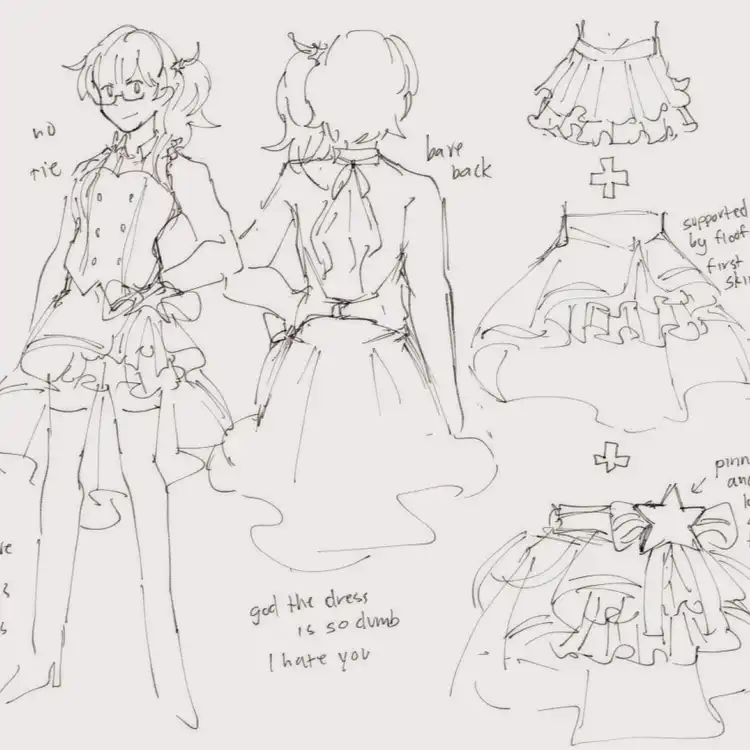 no
tie
bare
back
supported
by floof
first
god the dress
is so dumb
I hate you